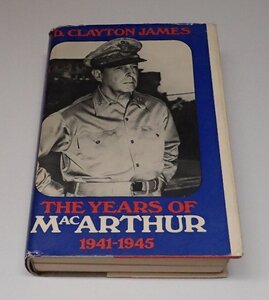 D. CLAYTON JAMES
THE YEARS OF
MACARTHUR
1941-1945